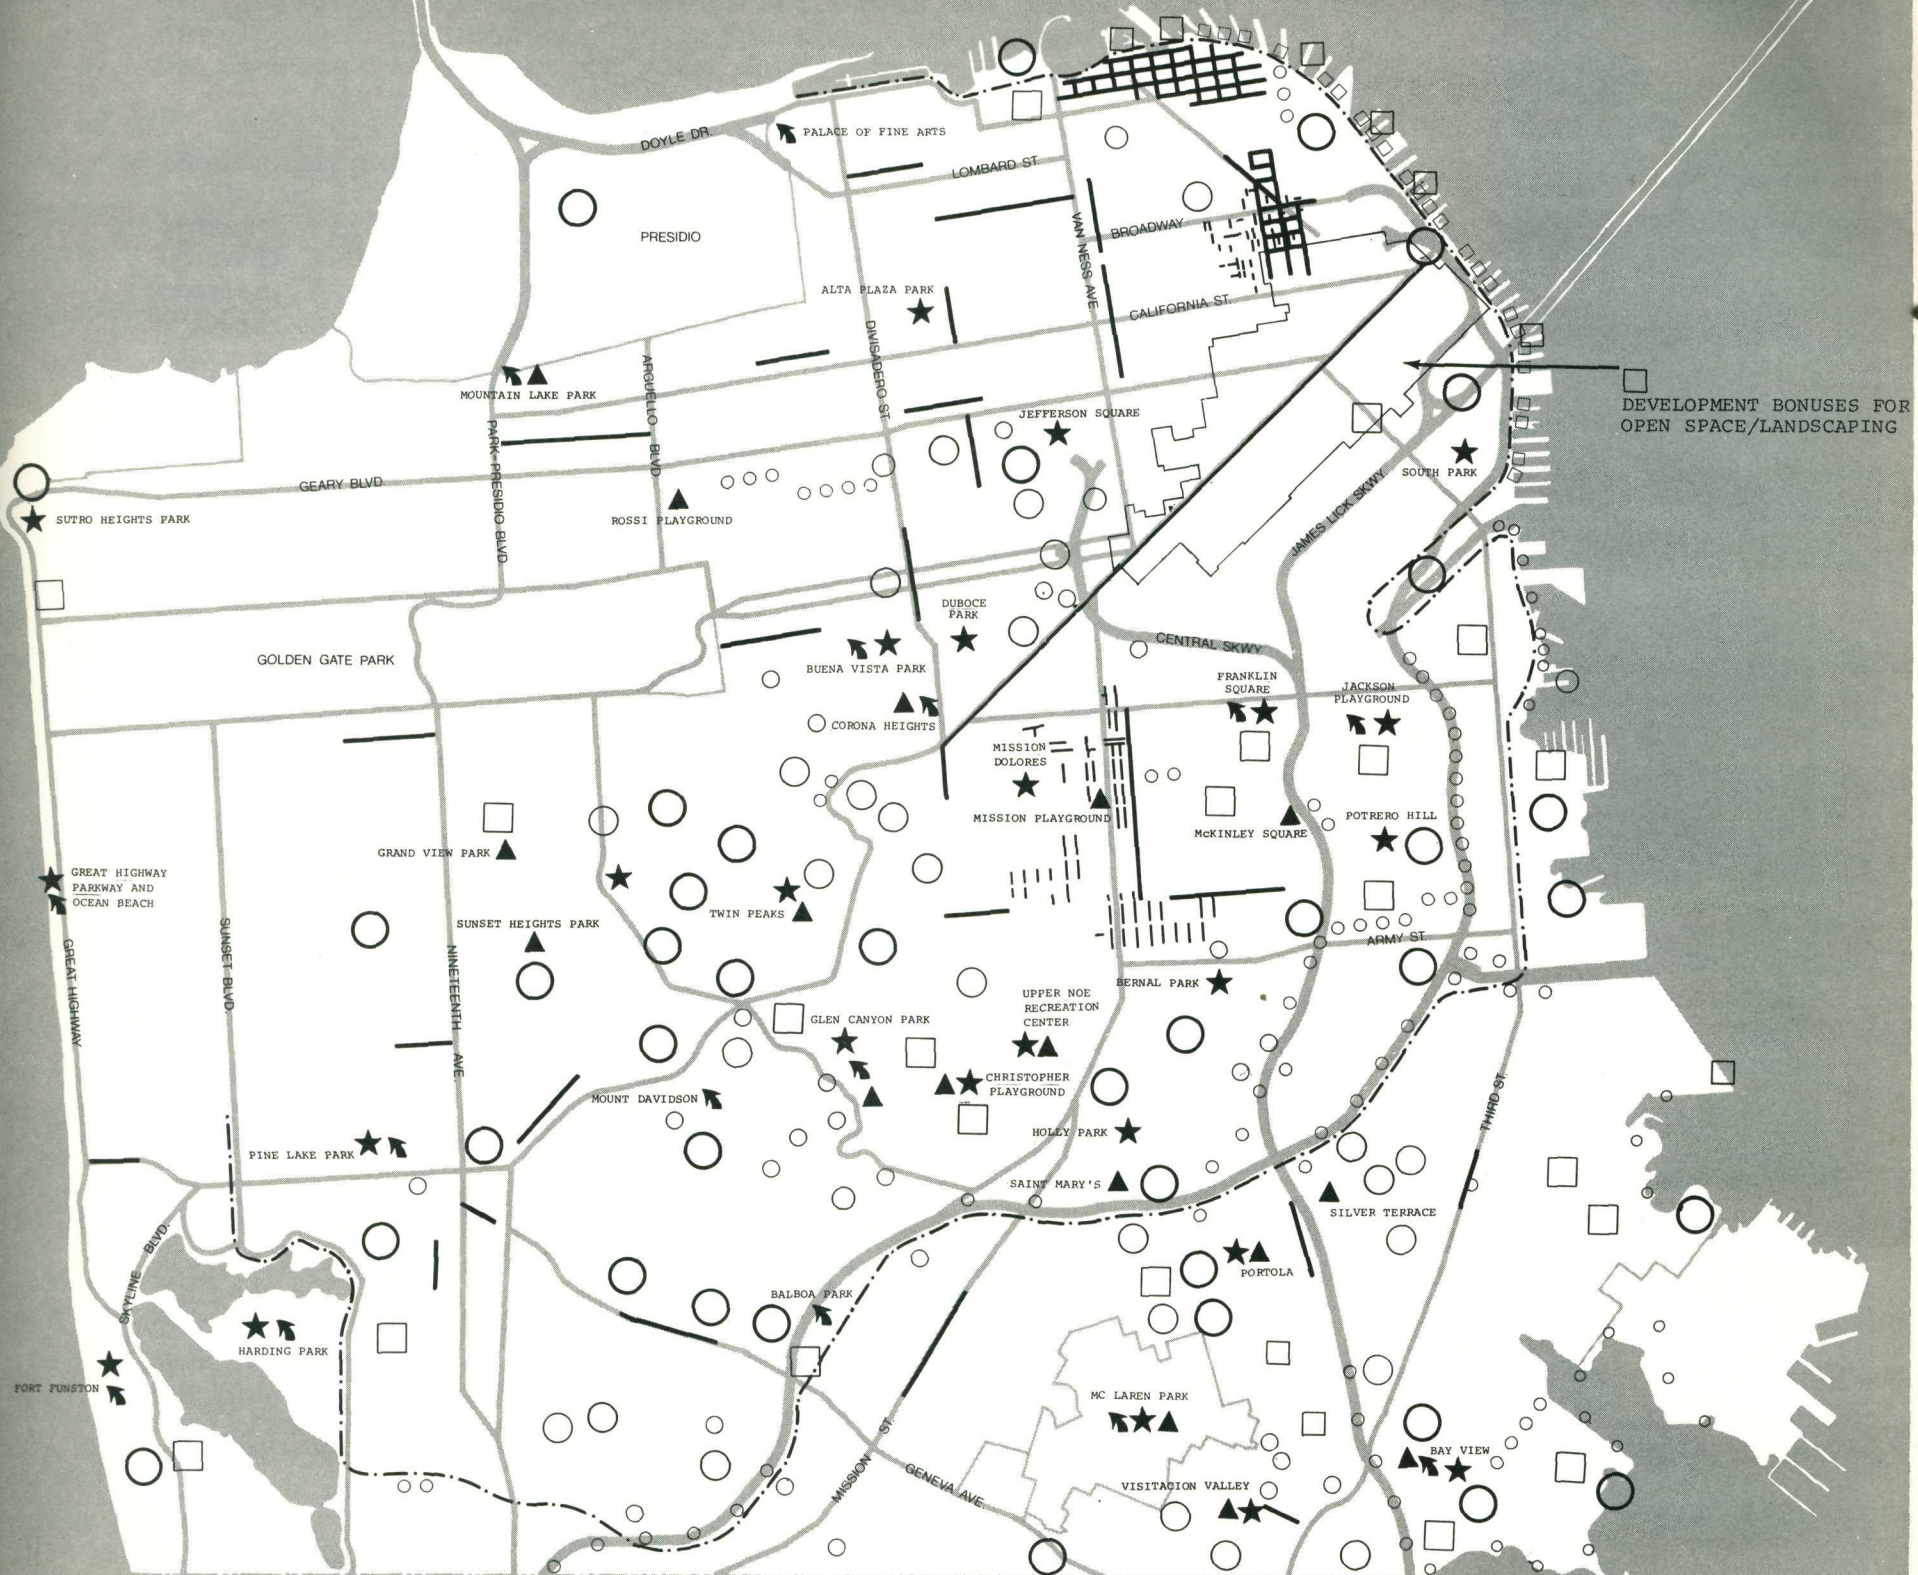 DOYLE DR.
PALACE OF FINE ARTS
LOMBARD ST.
PRESIDIO
VAN NESS AVE.
BROADWAY
ALTA PLAZA PARK
CALIFORNIA ST.
DIVISADERO ST.
MOUNTAIN LAKE PARK
ARGUELLO BLVD.
PARK-PRESIDIO BLVD.
JEFFERSON SQUARE
DEVELOPMENT BONUSES FOR
OPEN SPACE/LANDSCAPING
SOUTH PARK
GEARY BLVD.
ROSSI PLAYGROUND
SUTRO HEIGHTS PARK
JAMES LICK SKWY.
DUBOCE
PARK
CENTRAL SKWY
GOLDEN GATE PARK
BUENA VISTA PARK
FRANKLIN
SQUARE
JACKSON
PLAYGROUND
CORONA HEIGHTS
MISSION
DOLORES
MISSION PLAYGROUND
McKINLEY SQUARE
POTRERO HILL
GRAND VIEW PARK
GREAT HIGHWAY
PARKWAY AND
OCEAN BEACH
TWIN PEAKS
SUNSET HEIGHTS PARK
SUNSET BLVD.
GREAT HIGHWAY
NINETEENTH AVE.
ARMY ST.
BERNAL PARK
UPPER NOE
RECREATION
CENTER
GLEN CANYON PARK
CHRISTOPHER
PLAYGROUND
MOUNT DAVIDSON
THIRD ST.
HOLLY PARK
PINE LAKE PARK
SAINT MARY'S
SILVER TERRACE
SKYLINE BLVD.
PORTOLA
BALBOA PARK
HARDING PARK
FORT FUNSTON
MC LAREN PARK
MISSION ST.
GENEVA AVE.
BAY VIEW
VISITACION VALLEY